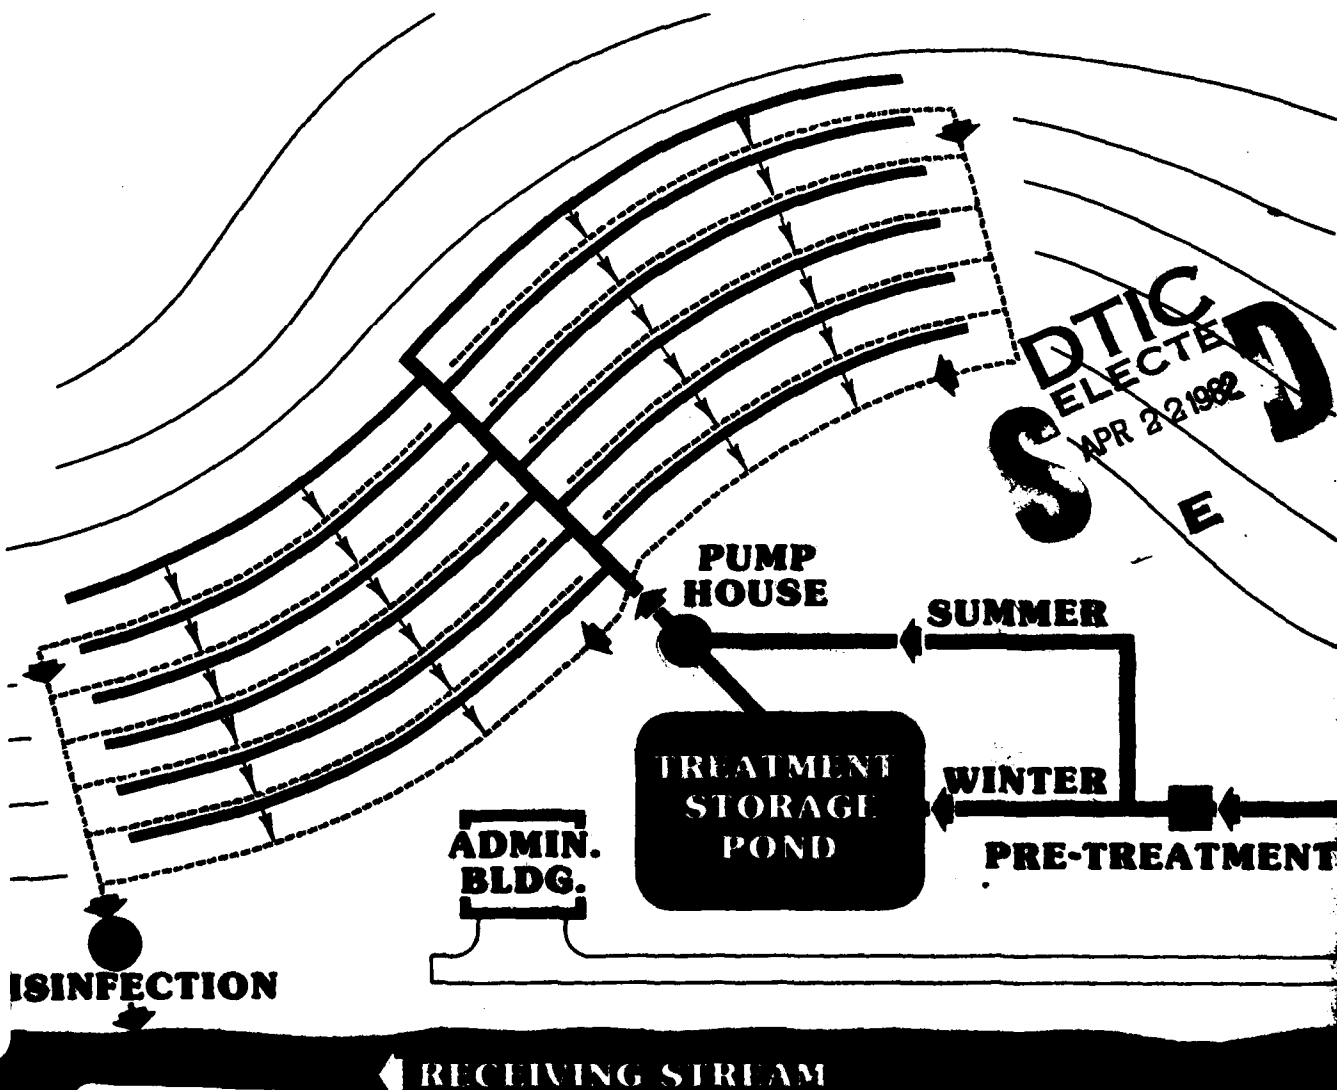 DTIC
ELECTE
APR 22 1982
S
D
E
PUMP
HOUSE
SUMMER
TREATMENT
STORAGE
POND
WINTER
PRE-TREATMENT
ADMIN.
BLDG.
ISINFECTION
RECEIVING STREAM